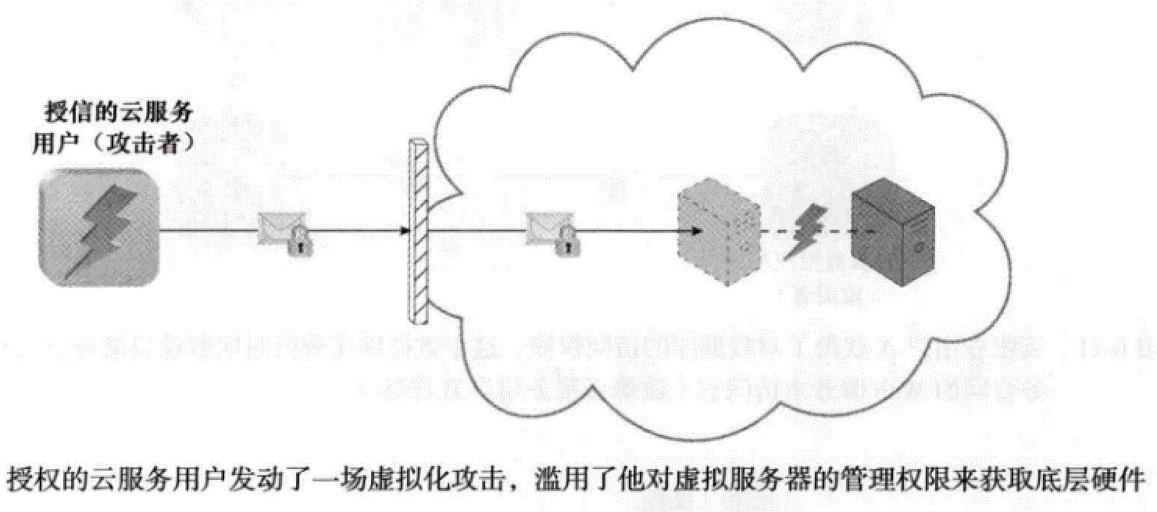 授信的云服务
用户（攻击者）
授权的云服务用户发动了一场虚拟化攻击，滥用了他对虚拟服务器的管理权限来获取底层硬件